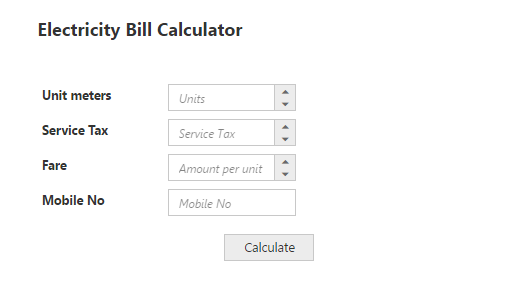 Electricity Bill Calculator
Unit meters Units
Service Tax Service Tax
Fare Amount per unit
Mobile No Mobile No
Calculate